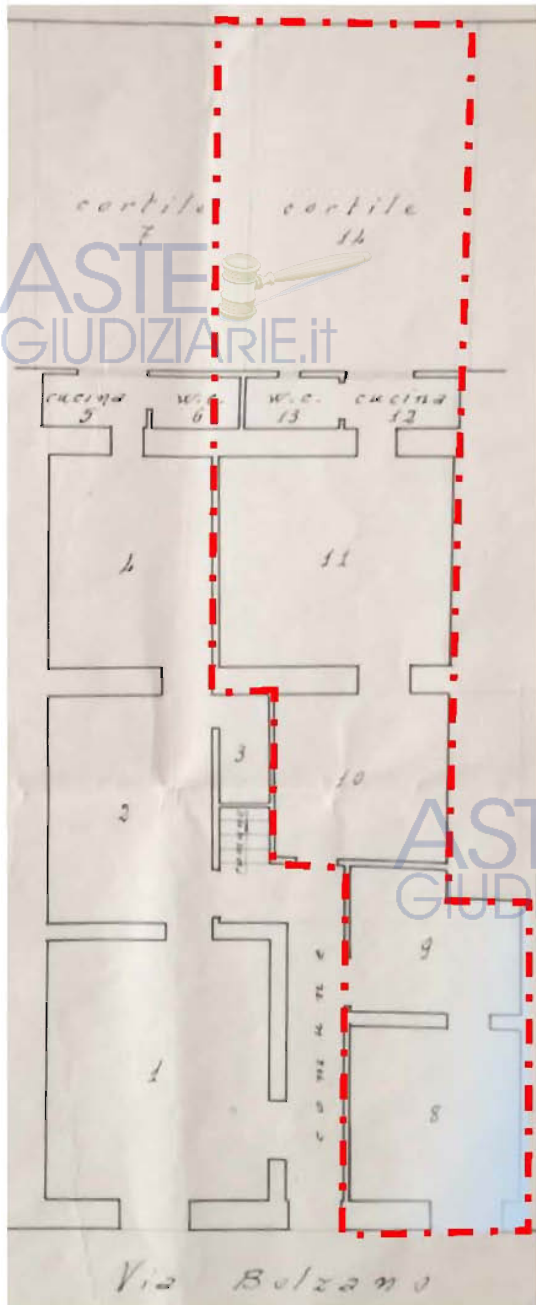 cortile
7
cortile
14
ASTE
GIUDIZIARIE.it
cucina
5
w.c.
6
w.c.
13
cucina
12
4
11
3
10
2
comune
ASTE
GIUD
9
comune
1
8
Via Bolzano